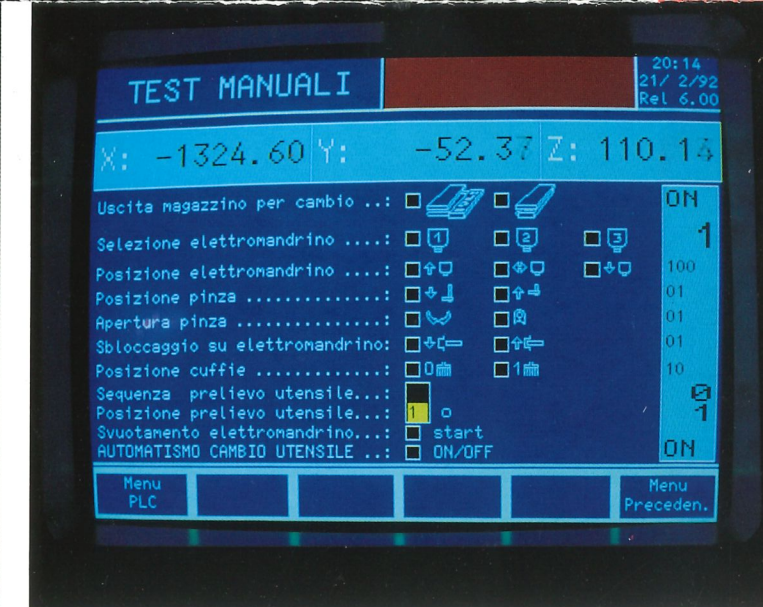 TEST MANUALI
20:14
21/ 2/92
Rel 6.00
X: -1324.60 Y: -52.37 Z: 110.14
Uscita magazzino per cambio ..: ON
Selezione elettromandrino ....: 1 2 3 1
Posizione elettromandrino ....: 100
Posizione pinza ..............: 01
Apertura pinza ...............: 01
Sbloccaggio su elettromandrino: 01
Posizione cuffie .............: 0 1 10
Sequenza prelievo utensile...: 0
Posizione prelievo utensile...: 1 o 1
Svuotamento elettromandrino...: start
AUTOMATISMO CAMBIO UTENSILE ..: ON/OFF ON
Menu
PLC
Menu
Preceden.